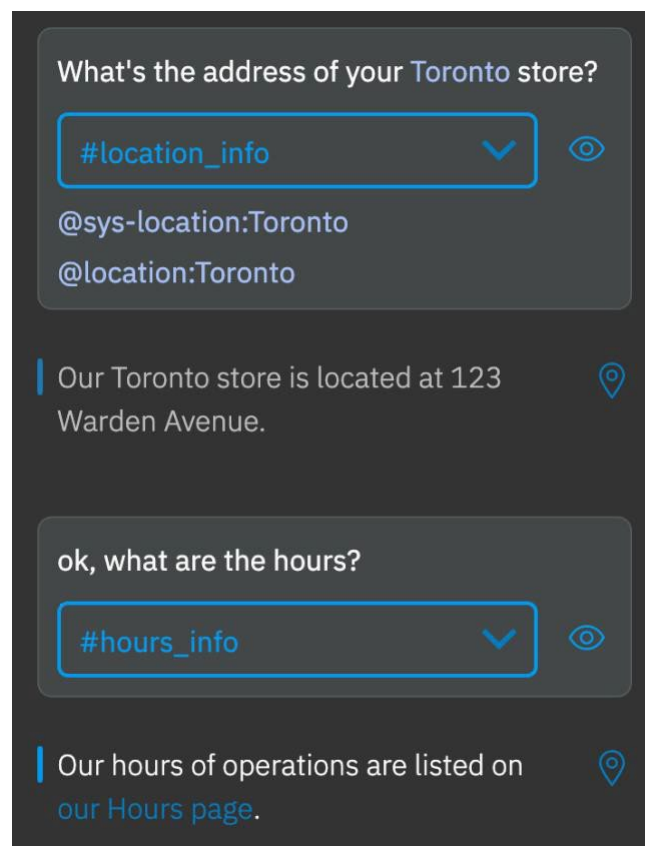 What's the address of your Toronto store?
#location_info
@sys-location:Toronto
@location:Toronto
Our Toronto store is located at 123
Warden Avenue.
ok, what are the hours?
#hours_info
Our hours of operations are listed on
our Hours page.